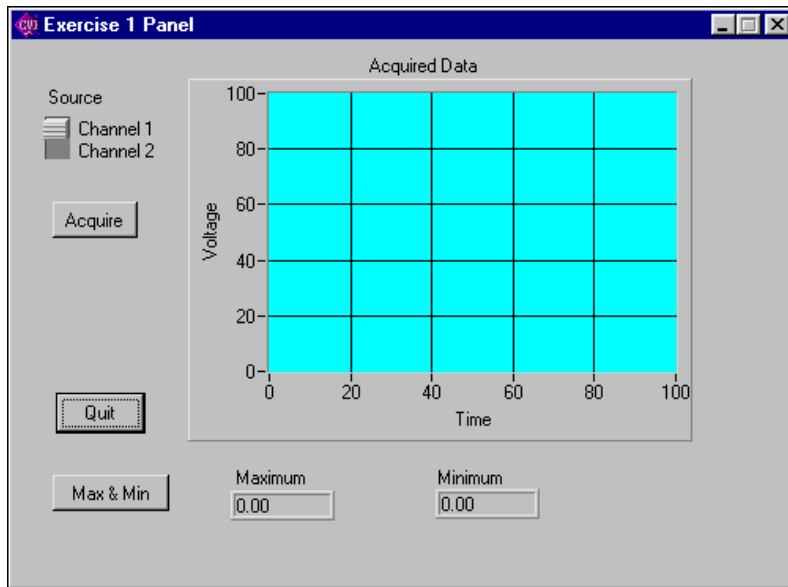 CVI Exercise 1 Panel
Acquired Data
Source
Channel 1
Channel 2
Acquire
Voltage
100
80
60
40
20
0
0 20 40 60 80 100
Time
Quit
Max & Min
Maximum
0.00
Minimum
0.00